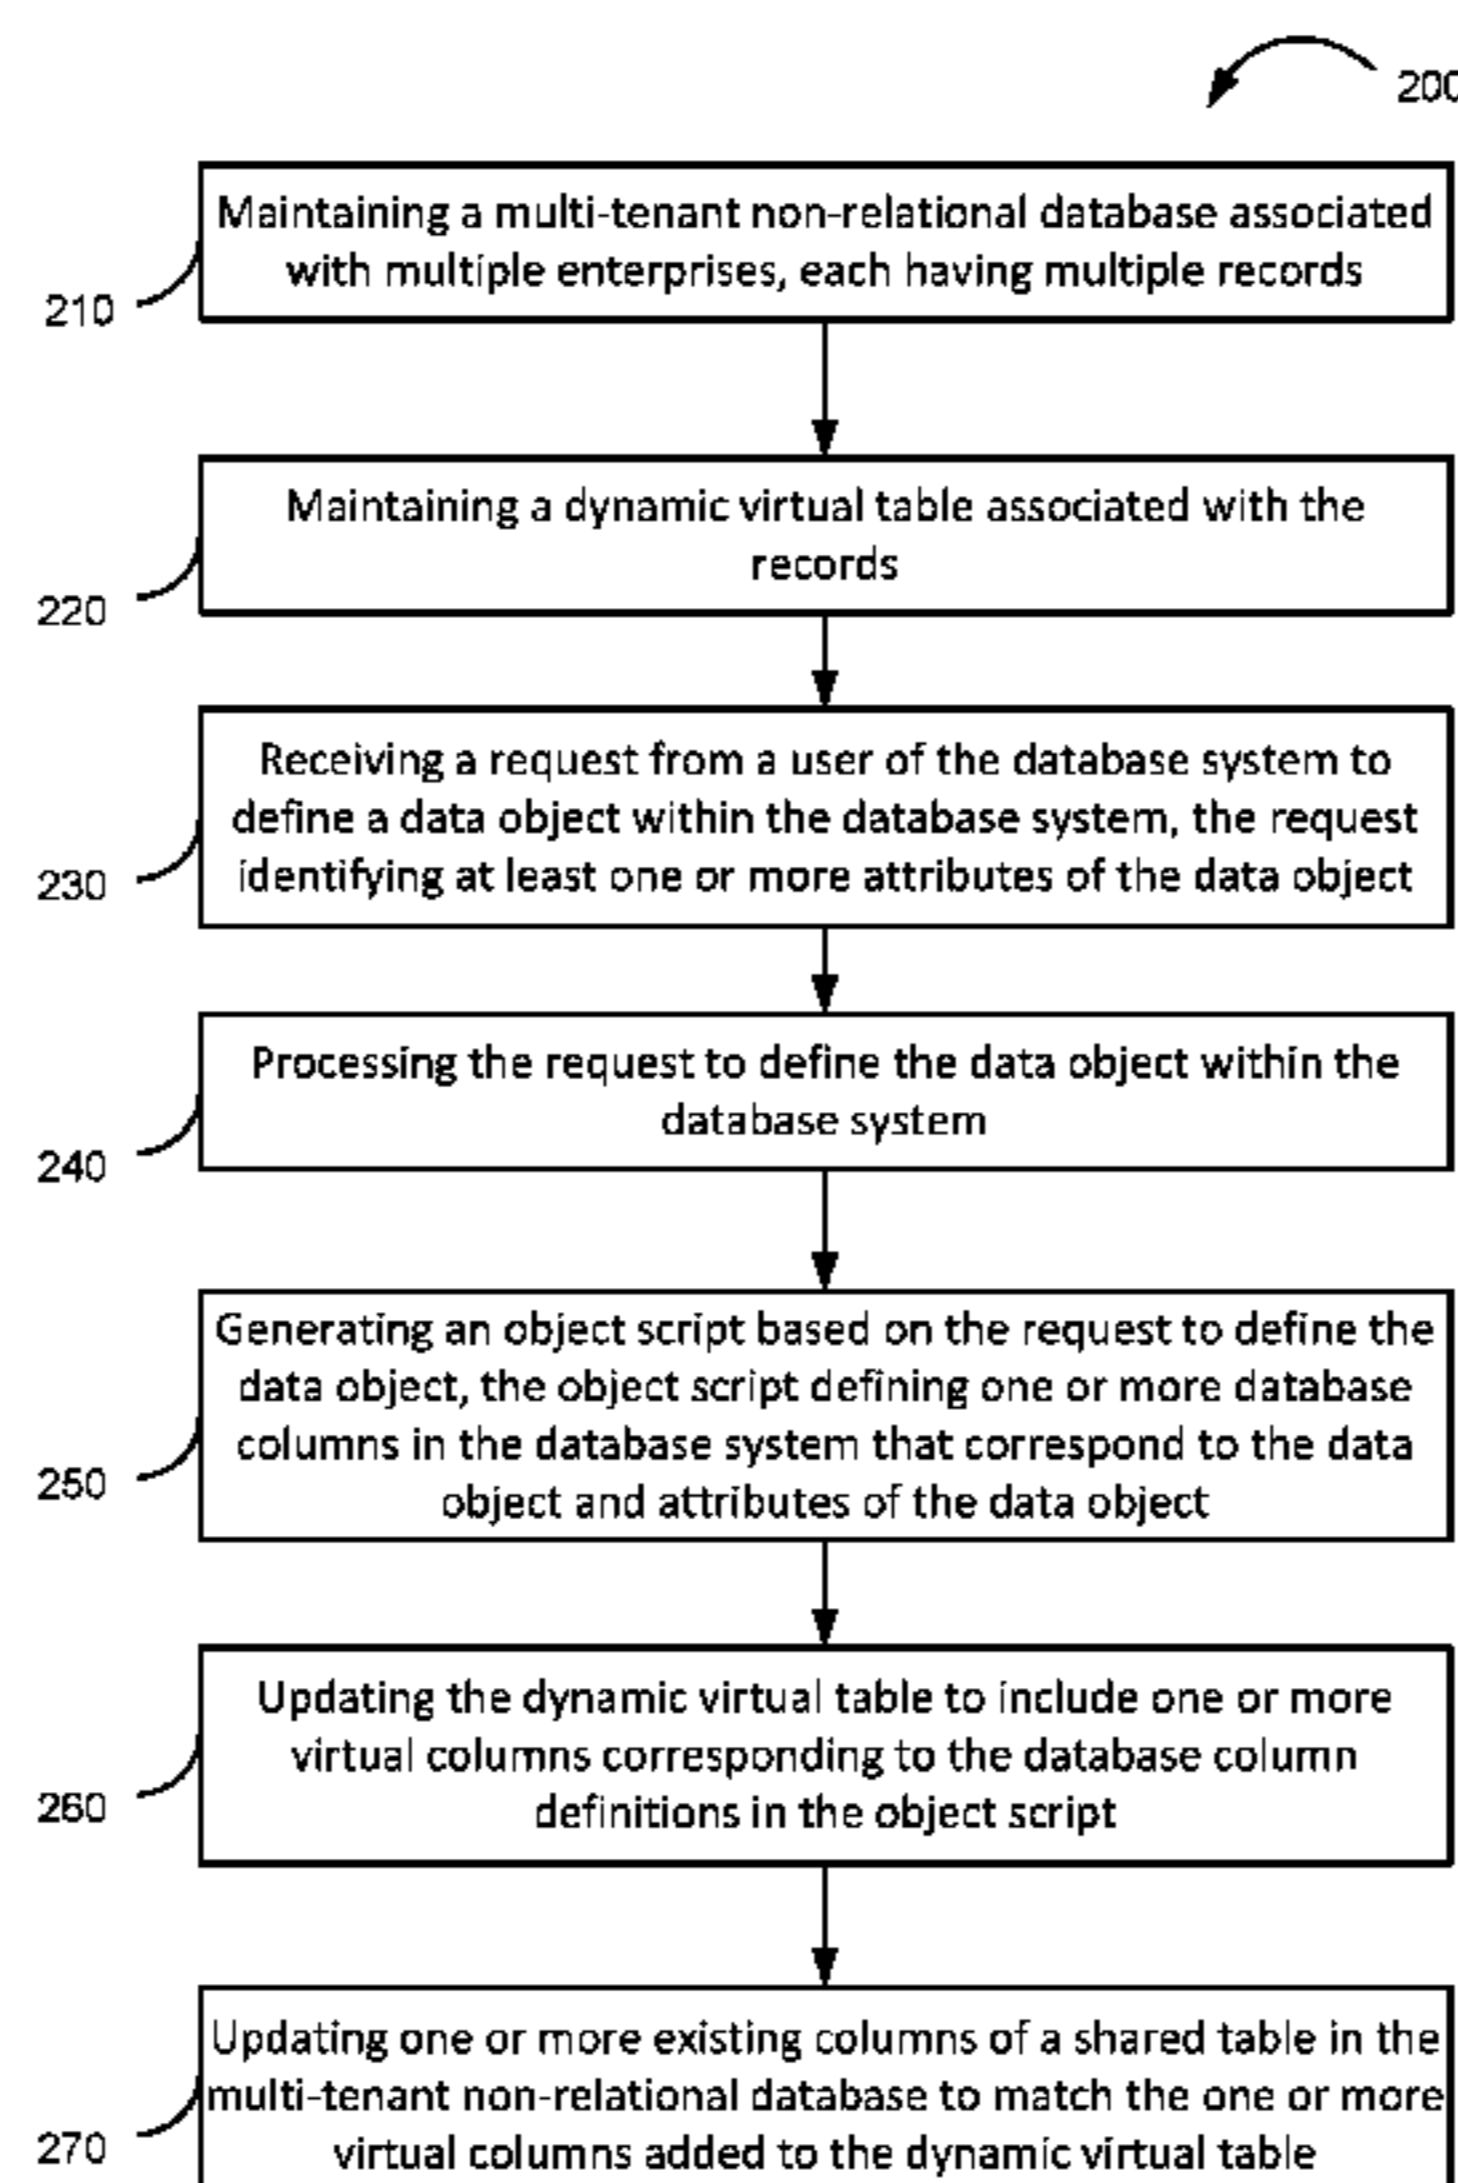 200
Maintaining a multi-tenant non-relational database associated
with multiple enterprises, each having multiple records
210
Maintaining a dynamic virtual table associated with the
records
220
Receiving a request from a user of the database system to
define a data object within the database system, the request
identifying at least one or more attributes of the data object
230
Processing the request to define the data object within the
database system
240
Generating an object script based on the request to define the
data object, the object script defining one or more database
columns in the database system that correspond to the data
object and attributes of the data object
250
Updating the dynamic virtual table to include one or more
virtual columns corresponding to the database column
definitions in the object script
260
Updating one or more existing columns of a shared table in the
multi-tenant non-relational database to match the one or more
virtual columns added to the dynamic virtual table
270